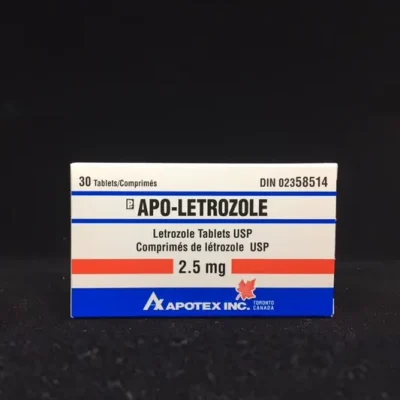 30 Tablets/Comprimés DIN 02358514
Pr APO-LETROZOLE
Letrozole Tablets USP
Comprimés de létrozole USP
2.5 mg
APOTEX INC. TORONTO
CANADA